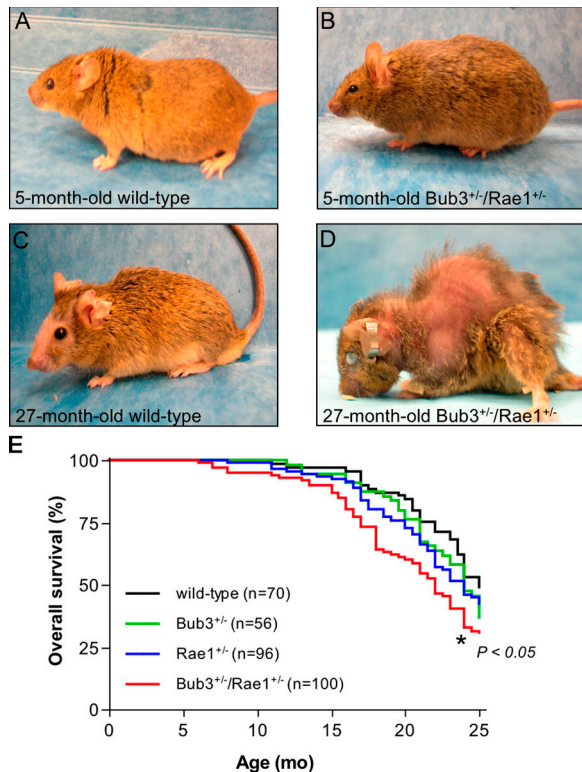 A
B
5-month-old wild-type
5-month-old Bub3+/-/Rae1+/-
C
D
27-month-old wild-type
27-month-old Bub3+/-/Rae1+/-
E
100
75
50
25
0
Overall survival (%)
wild-type (n=70)
Bub3+/- (n=56)
Rae1+/- (n=96)
Bub3+/-/Rae1+/- (n=100)
* P < 0.05
0 5 10 15 20 25
Age (mo)